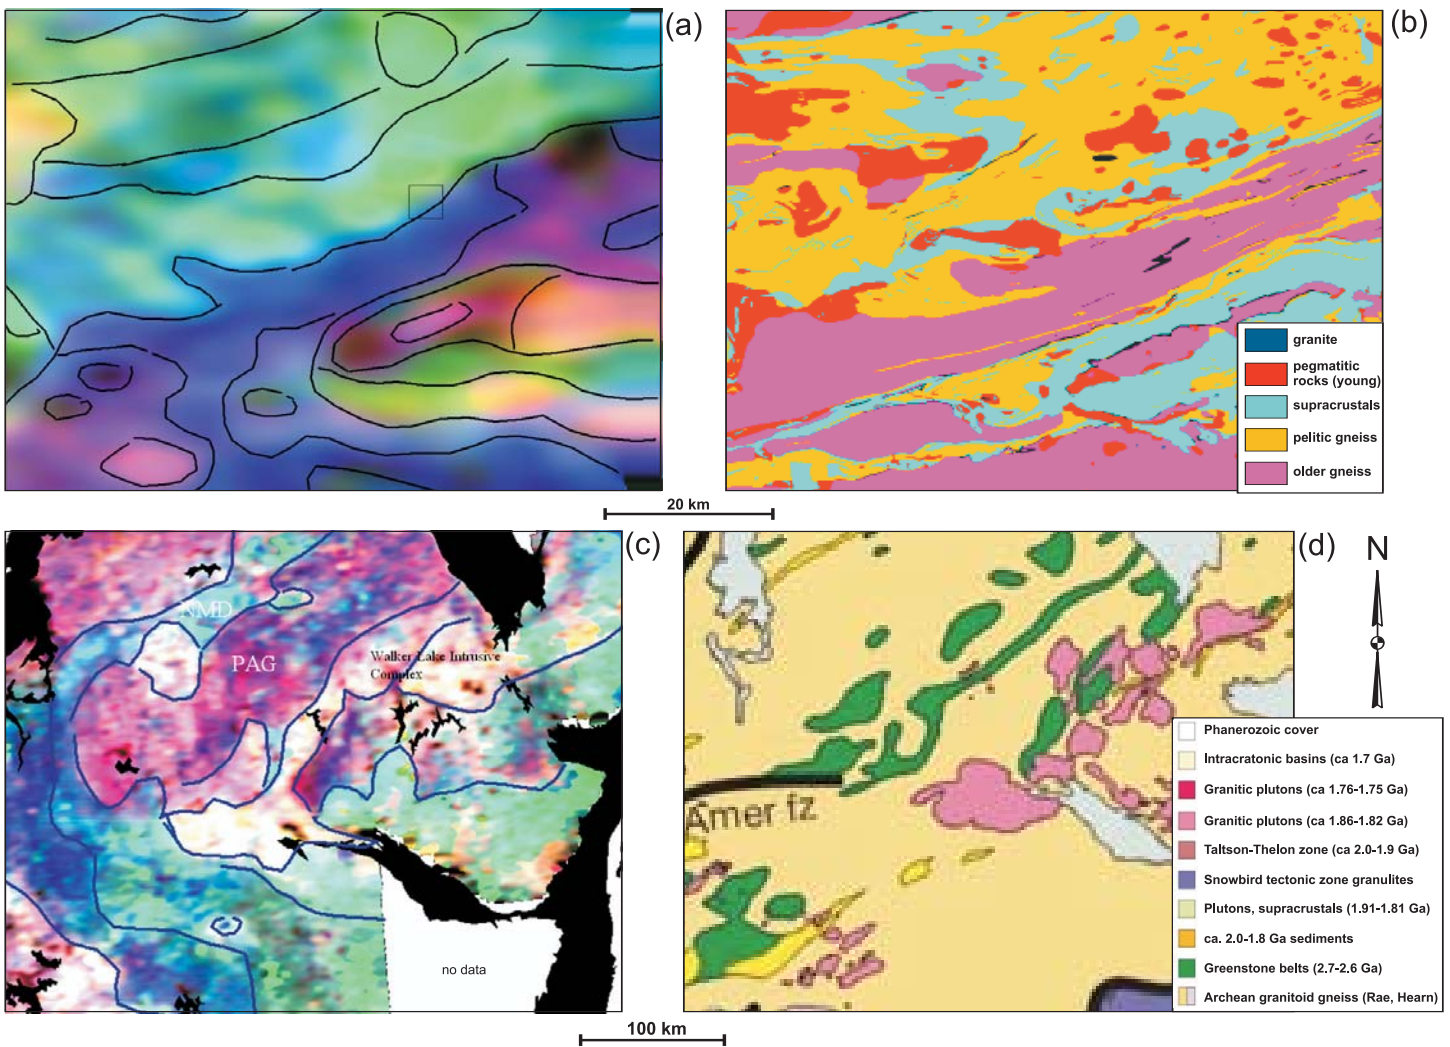 (a)
(b)
granite
pegmatitic
rocks (young)
supracrustals
pelitic gneiss
older gneiss
20 km
(c)
NMD
PAG
Walker Lake Intrusive
Complex
no data
(d)
N
Amer fz
Phanerozoic cover
Intracratonic basins (ca 1.7 Ga)
Granitic plutons (ca 1.76-1.75 Ga)
Granitic plutons (ca 1.86-1.82 Ga)
Taltson-Thelon zone (ca 2.0-1.9 Ga)
Snowbird tectonic zone granulites
Plutons, supracrustals (1.91-1.81 Ga)
ca. 2.0-1.8 Ga sediments
Greenstone belts (2.7-2.6 Ga)
Archean granitoid gneiss (Rae, Hearn)
100 km